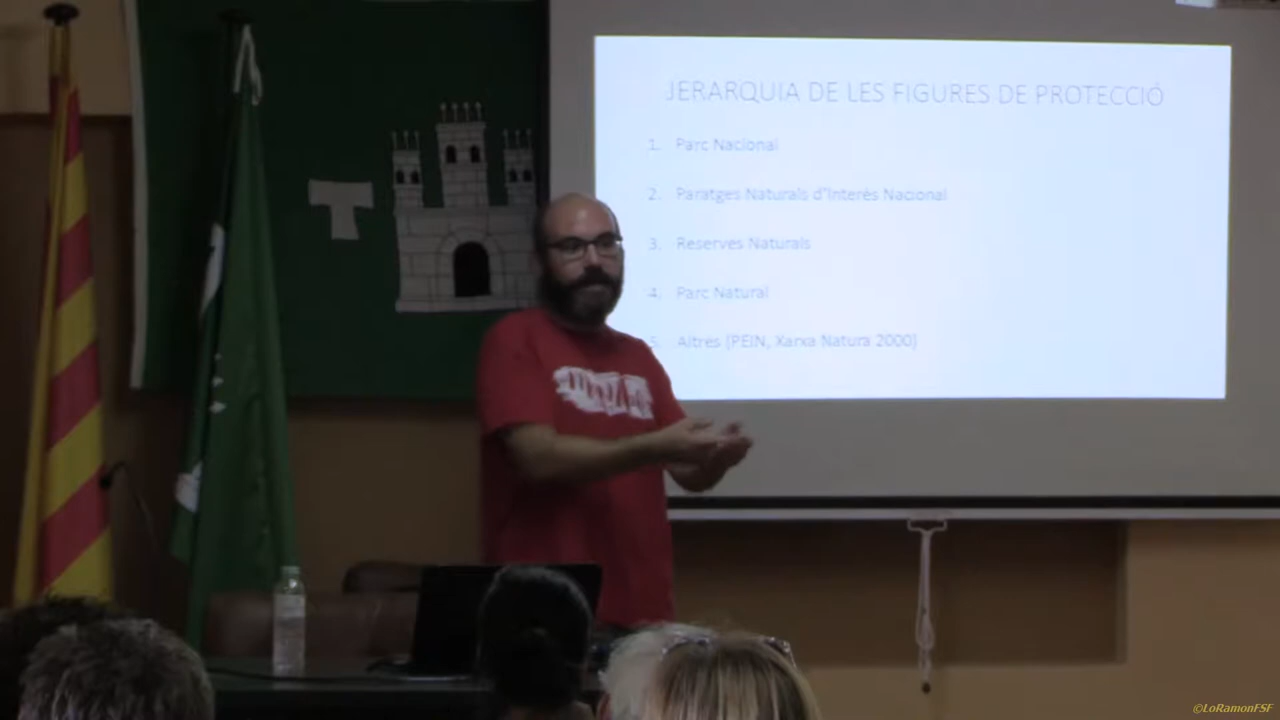 JERARQUIA DE LES FIGURES DE PROTECCIÓ
1. Parc Nacional
2. Paratges Naturals d'Interès Nacional
3. Reserves Naturals
4. Parc Natural
5. Altres (PEIN, Xarxa Natura 2000)
T
©LoRamonFSF